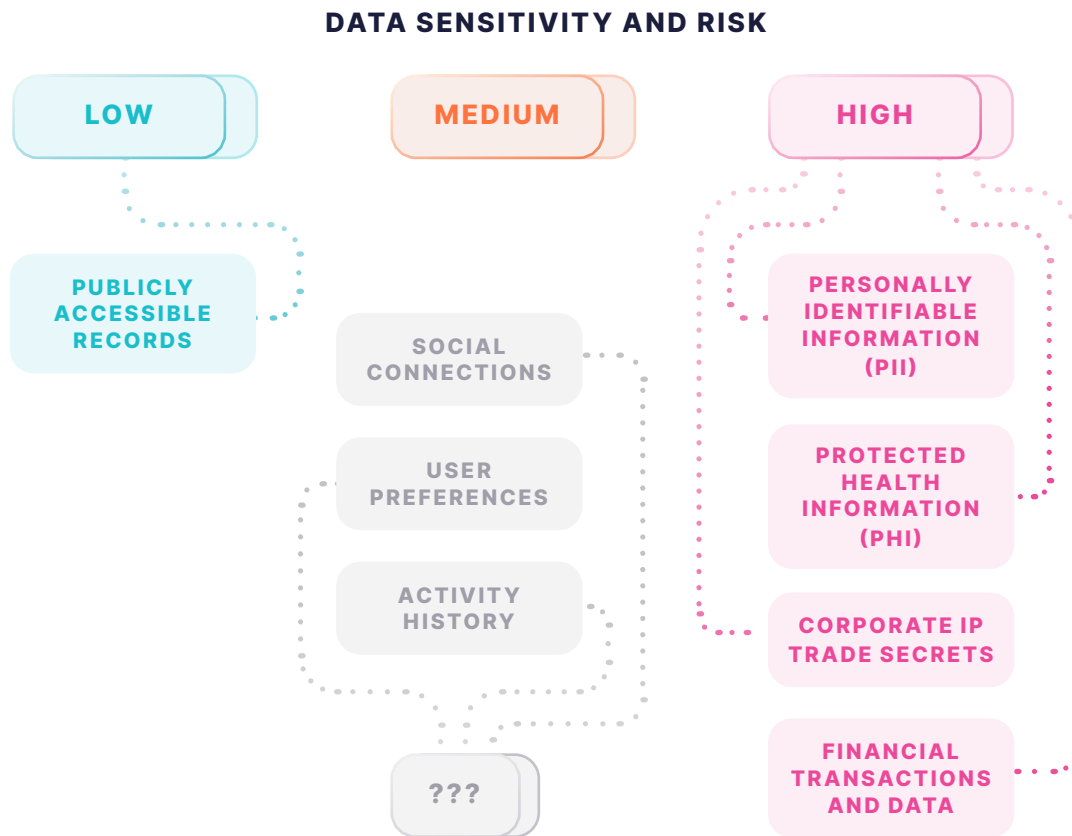 DATA SENSITIVITY AND RISK
LOW
MEDIUM
HIGH
PUBLICLY
ACCESSIBLE
RECORDS
SOCIAL
CONNECTIONS
USER
PREFERENCES
ACTIVITY
HISTORY
???
PERSONALLY
IDENTIFIABLE
INFORMATION
(PII)
PROTECTED
HEALTH
INFORMATION
(PHI)
CORPORATE IP
TRADE SECRETS
FINANCIAL
TRANSACTIONS
AND DATA